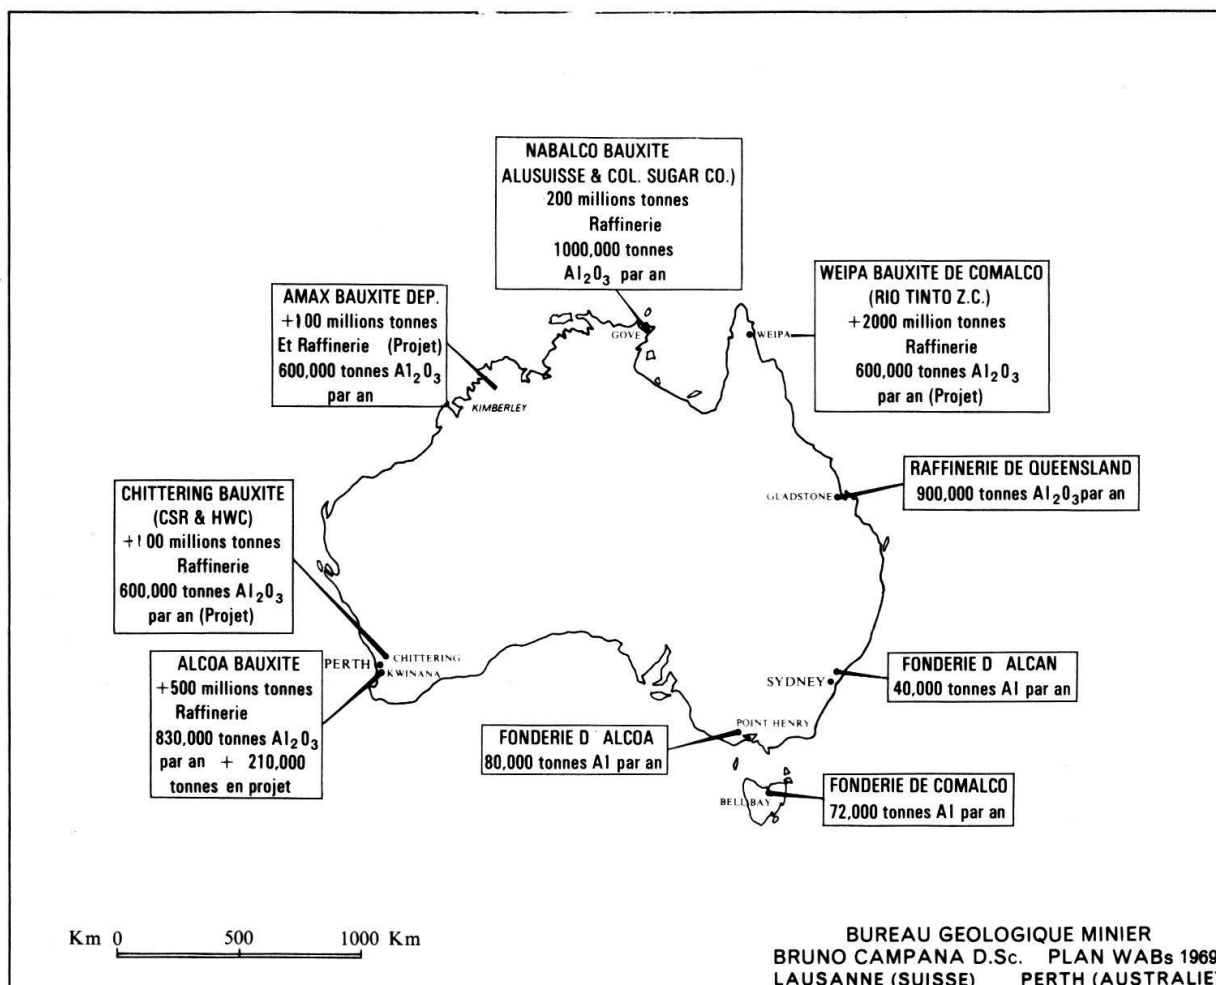 NABALCO BAUXITE
ALUSUISSE & COL. SUGAR CO.)
200 millions tonnes
Raffinerie
1000,000 tonnes
Al₂O₃ par an
WEIPA BAUXITE DE COMALCO
(RIO TINTO Z.C.)
+2000 million tonnes
Raffinerie
600,000 tonnes Al₂O₃
par an (Projet)
AMAX BAUXITE DEP.
+100 millions tonnes
Et Raffinerie (Projet)
600,000 tonnes Al₂O₃
par an
GOVE
WEIPA
KIMBERLEY
RAFFINERIE DE QUEENSLAND
900,000 tonnes Al₂O₃ par an
GLADSTONE
CHITTERING BAUXITE
(CSR & HWC)
+100 millions tonnes
Raffinerie
600,000 tonnes Al₂O₃
par an (Projet)
PERTH
CHITTERING
KWINANA
ALCOA BAUXITE
+500 millions tonnes
Raffinerie
830,000 tonnes Al₂O₃
par an + 210,000
tonnes en projet
FONDERIE D ALCAN
40,000 tonnes Al par an
SYDNEY
POINT HENRY
FONDERIE D ALCOA
80,000 tonnes Al par an
BELL BAY
FONDERIE DE COMALCO
72,000 tonnes Al par an
Km 0 500 1000 Km
BUREAU GEOLOGIQUE MINIER
BRUNO CAMPANA D.Sc. PLAN WABs 1969
LAUSANNE (SUISSE) PERTH (AUSTRALIE)